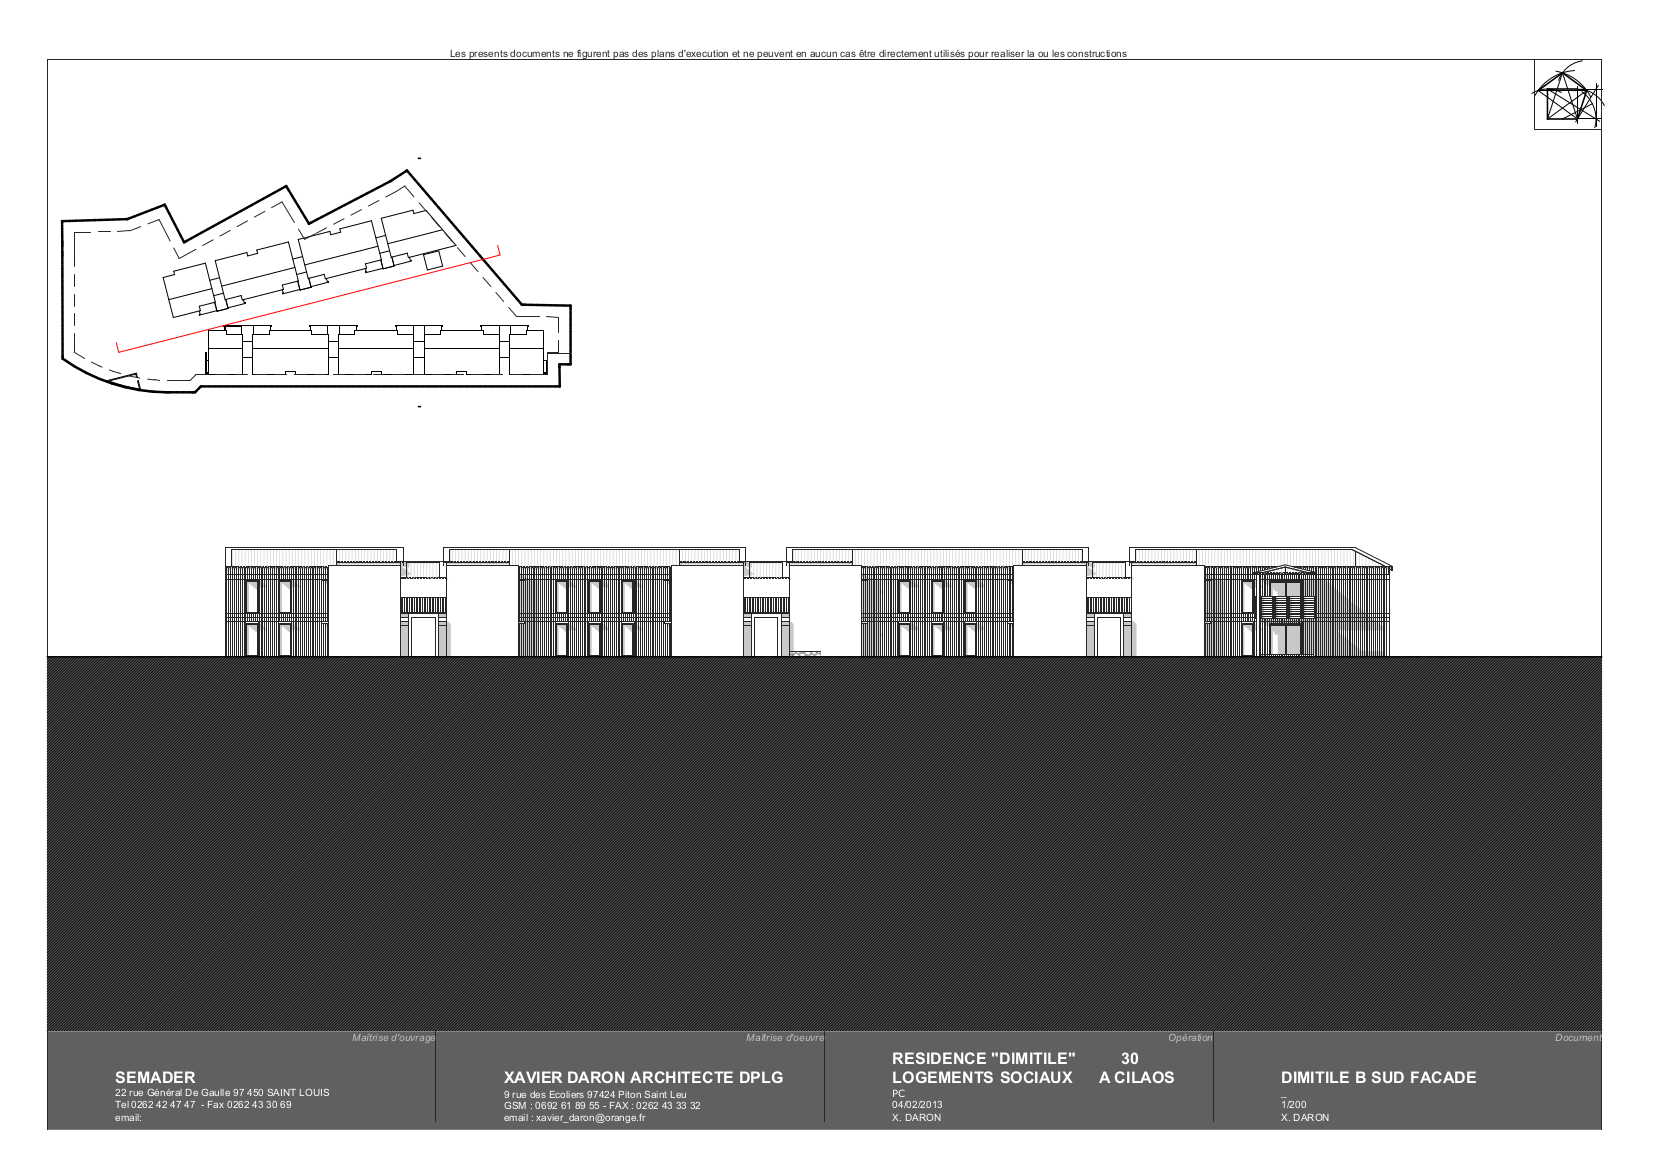 Les presents documents ne figurent pas des plans d'execution et ne peuvent en aucun cas être directement utilisés pour realiser la ou les constructions
Maîtrise d'ouvrage
SEMADER
22 rue Général De Gaulle 97 450 SAINT LOUIS
Tel 0262 42 47 47 - Fax 0262 43 30 69
email:
Maîtrise d'oeuvre
XAVIER DARON ARCHITECTE DPLG
9 rue des Ecoliers 97424 Piton Saint Leu
GSM : 0692 61 89 55 - FAX : 0262 43 33 32
email : xavier_daron@orange.fr
Opération
RESIDENCE "DIMITILE" 30
LOGEMENTS SOCIAUX A CILAOS
PC
04/02/2013
X. DARON
Document
DIMITILE B SUD FACADE
_
1/200
X. DARON